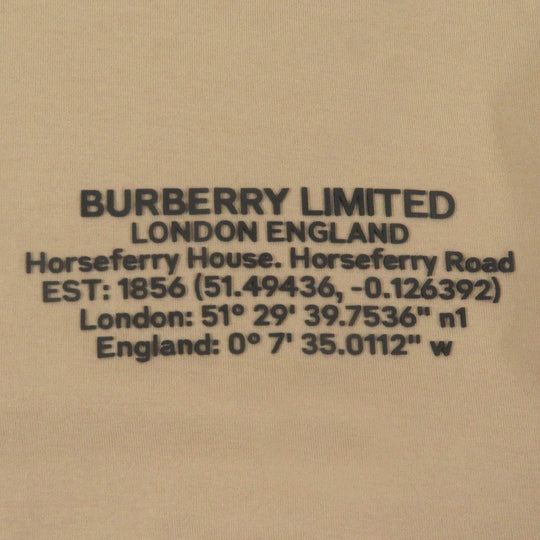 BURBERRY LIMITED
LONDON ENGLAND
Horseferry House. Horseferry Road
EST: 1856 (51.49436, -0.126392)
London: 51° 29' 39.7536" n1
England: 0° 7' 35.0112" w